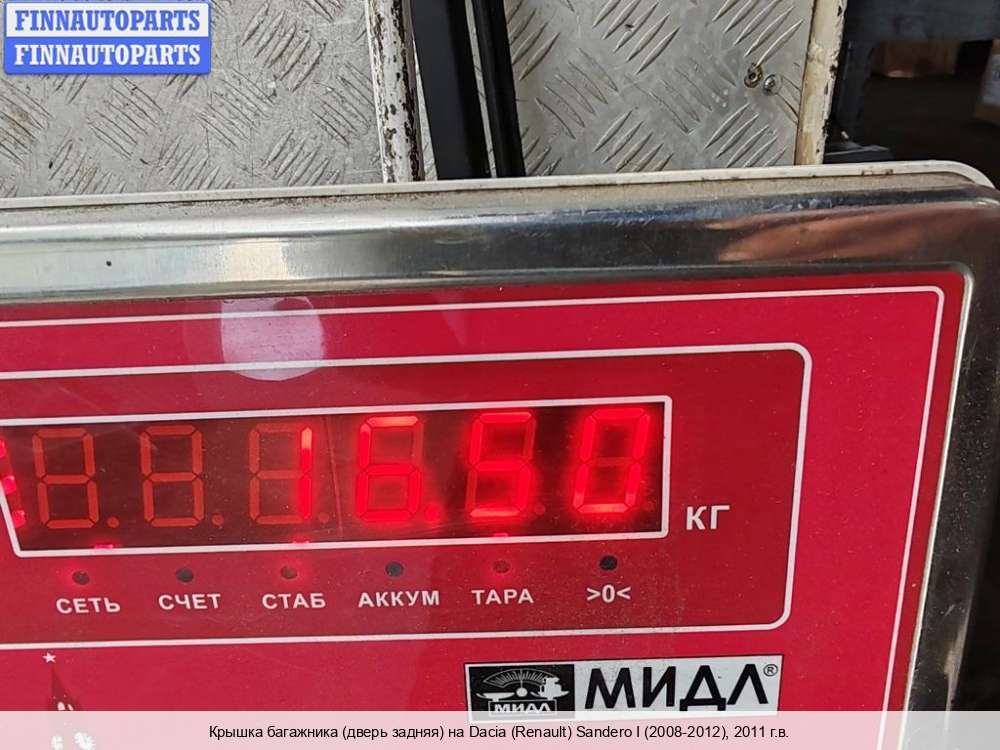 FINNAUTOPARTS
FINNAUTOPARTS
16.50
КГ
СЕТЬ СЧЕТ СТАБ АККУМ ТАРА >0<
МИДЛ МИДЛ®
Крышка багажника (дверь задняя) на Dacia (Renault) Sandero I (2008-2012), 2011 г.в.